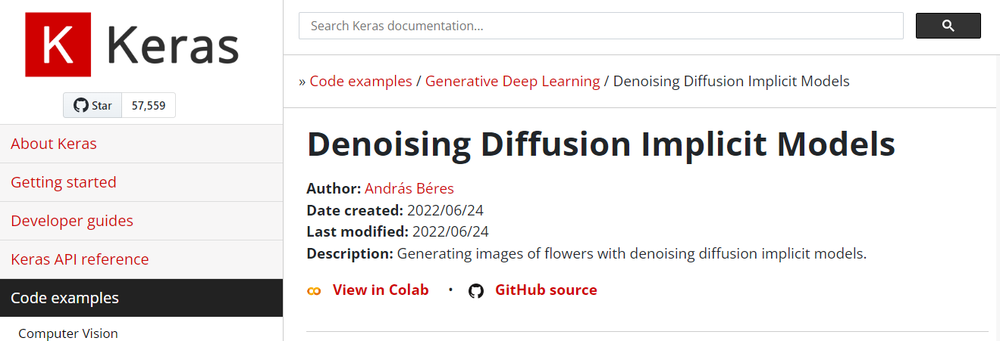 K Keras
Star 57,559
About Keras
Getting started
Developer guides
Keras API reference
Code examples
Computer Vision
Search Keras documentation...
» Code examples / Generative Deep Learning / Denoising Diffusion Implicit Models
Denoising Diffusion Implicit Models
Author: András Béres
Date created: 2022/06/24
Last modified: 2022/06/24
Description: Generating images of flowers with denoising diffusion implicit models.
View in Colab • GitHub source